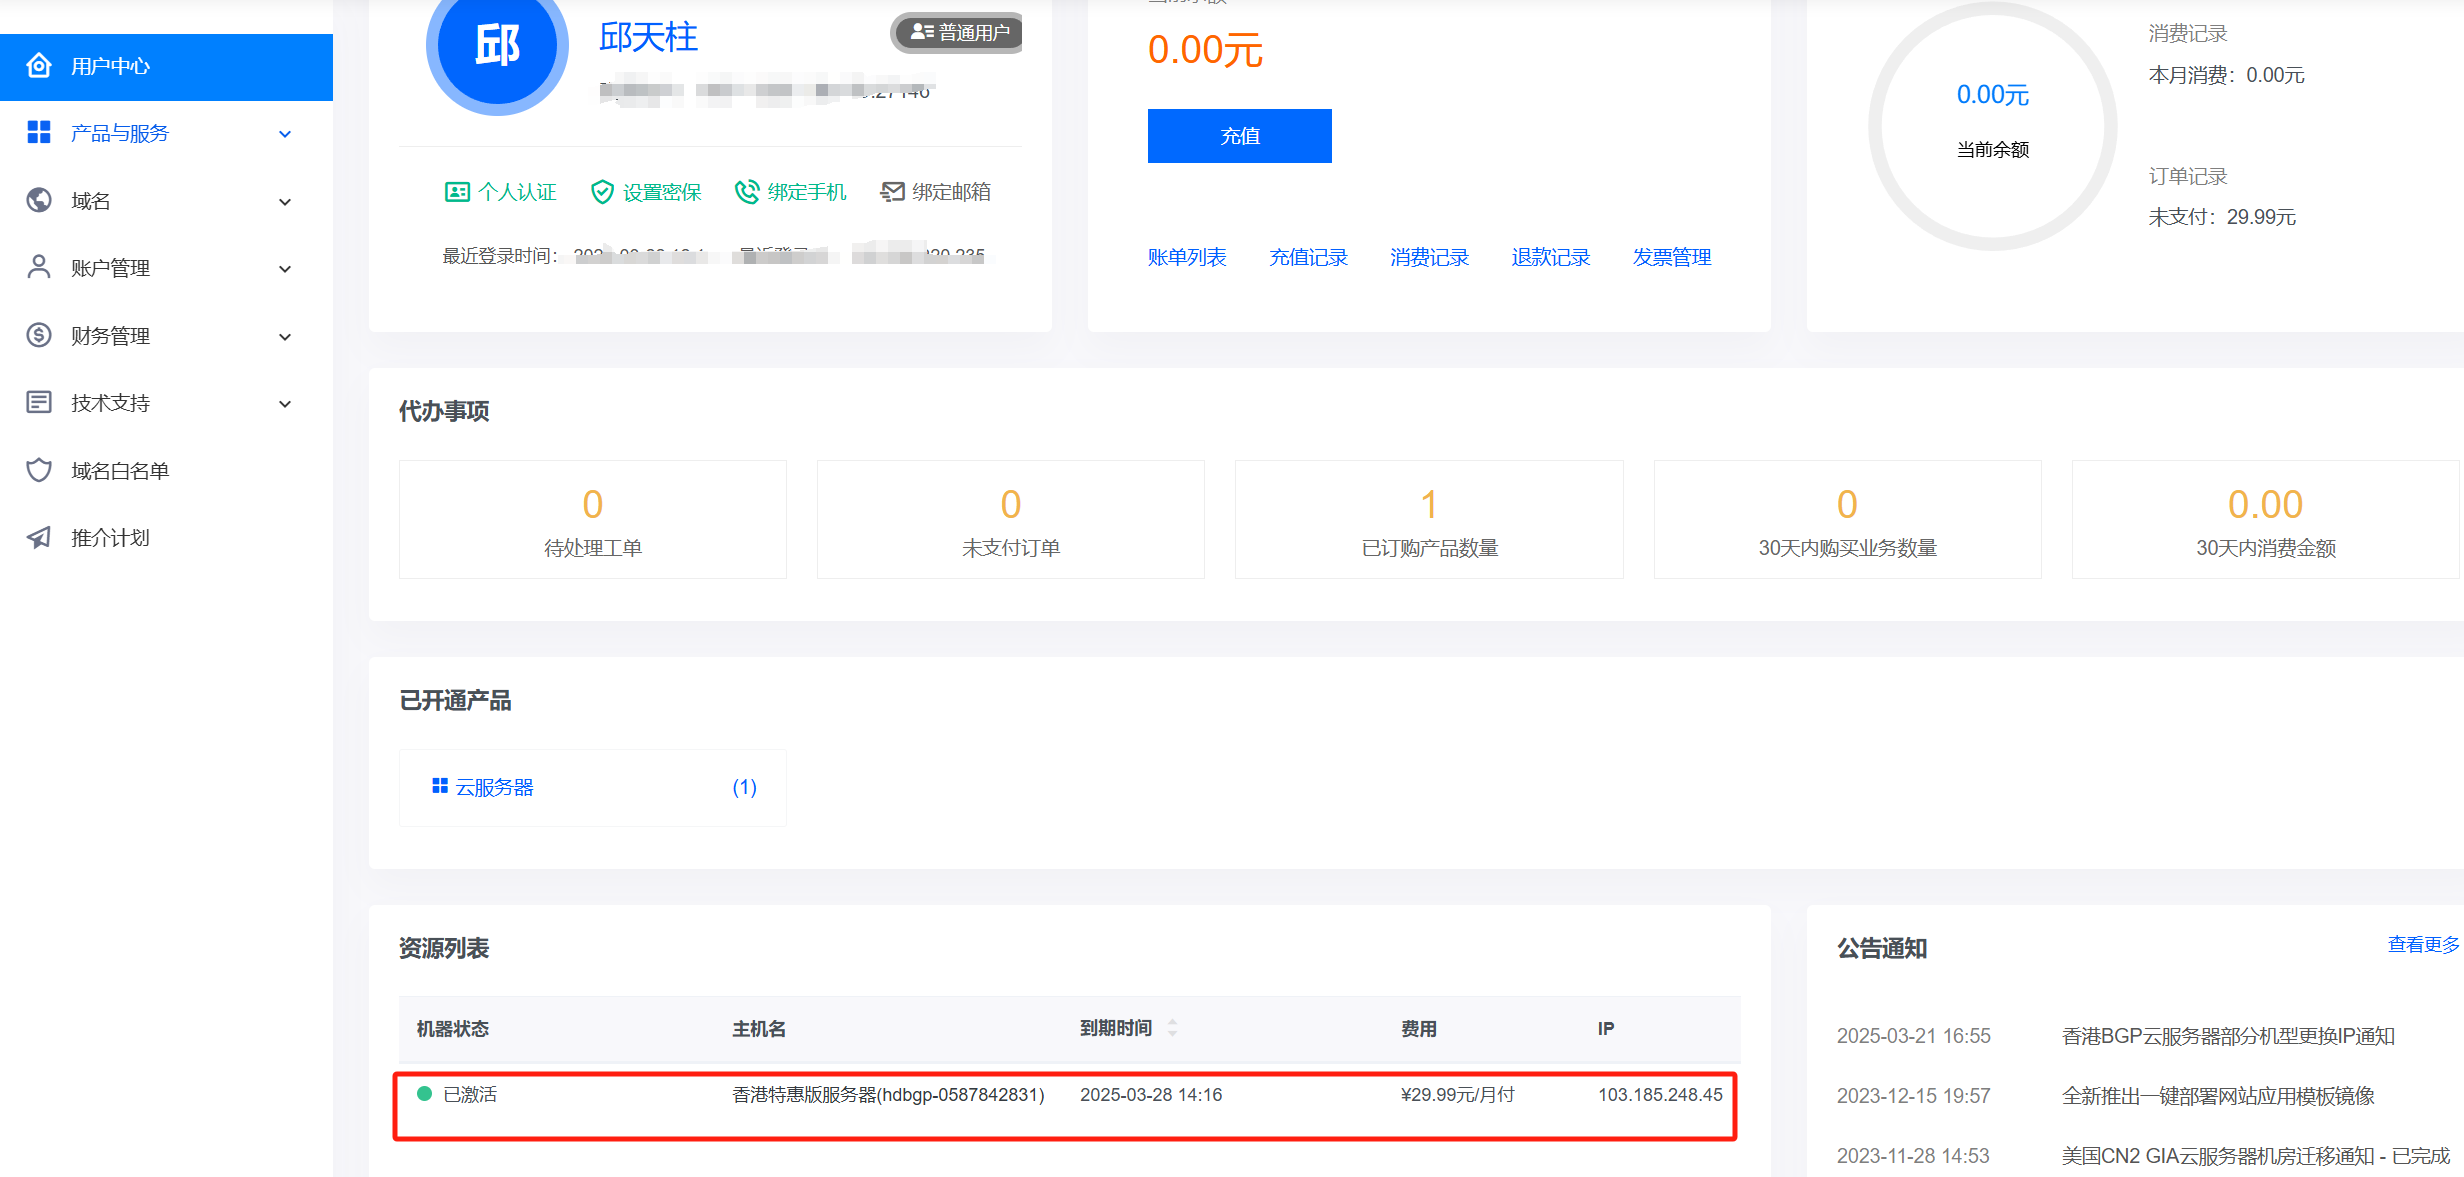 用户中心
产品与服务
域名
账户管理
财务管理
技术支持
域名白名单
推介计划
邱
邱天柱
普通用户
个人认证
设置密保
绑定手机
绑定邮箱
最近登录时间：
0.00元
充值
账单列表
充值记录
消费记录
退款记录
发票管理
0.00元
当前余额
消费记录
本月消费：0.00元
订单记录
未支付：29.99元
代办事项
0
待处理工单
0
未支付订单
1
已订购产品数量
0
30天内购买业务数量
0.00
30天内消费金额
已开通产品
云服务器
(1)
资源列表
机器状态 主机名 到期时间 费用 IP
已激活 香港特惠版服务器(hdbgp-0587842831) 2025-03-28 14:16 ¥29.99元/月付 103.185.248.45
公告通知
查看更多
2025-03-21 16:55 香港BGP云服务器部分机型更换IP通知
2023-12-15 19:57 全新推出一键部署网站应用模板镜像
2023-11-28 14:53 美国CN2 GIA云服务器机房迁移通知 - 已完成